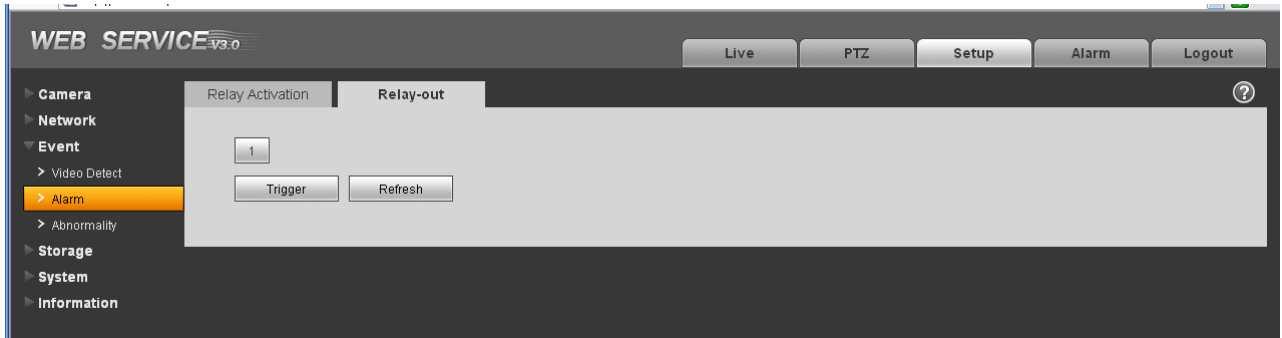 WEB SERVICE V3.0
Live PTZ Setup Alarm Logout
Relay Activation Relay-out ?
Camera
Network
Event
> Video Detect
> Alarm
> Abnormality
Storage
System
Information
1
Trigger Refresh